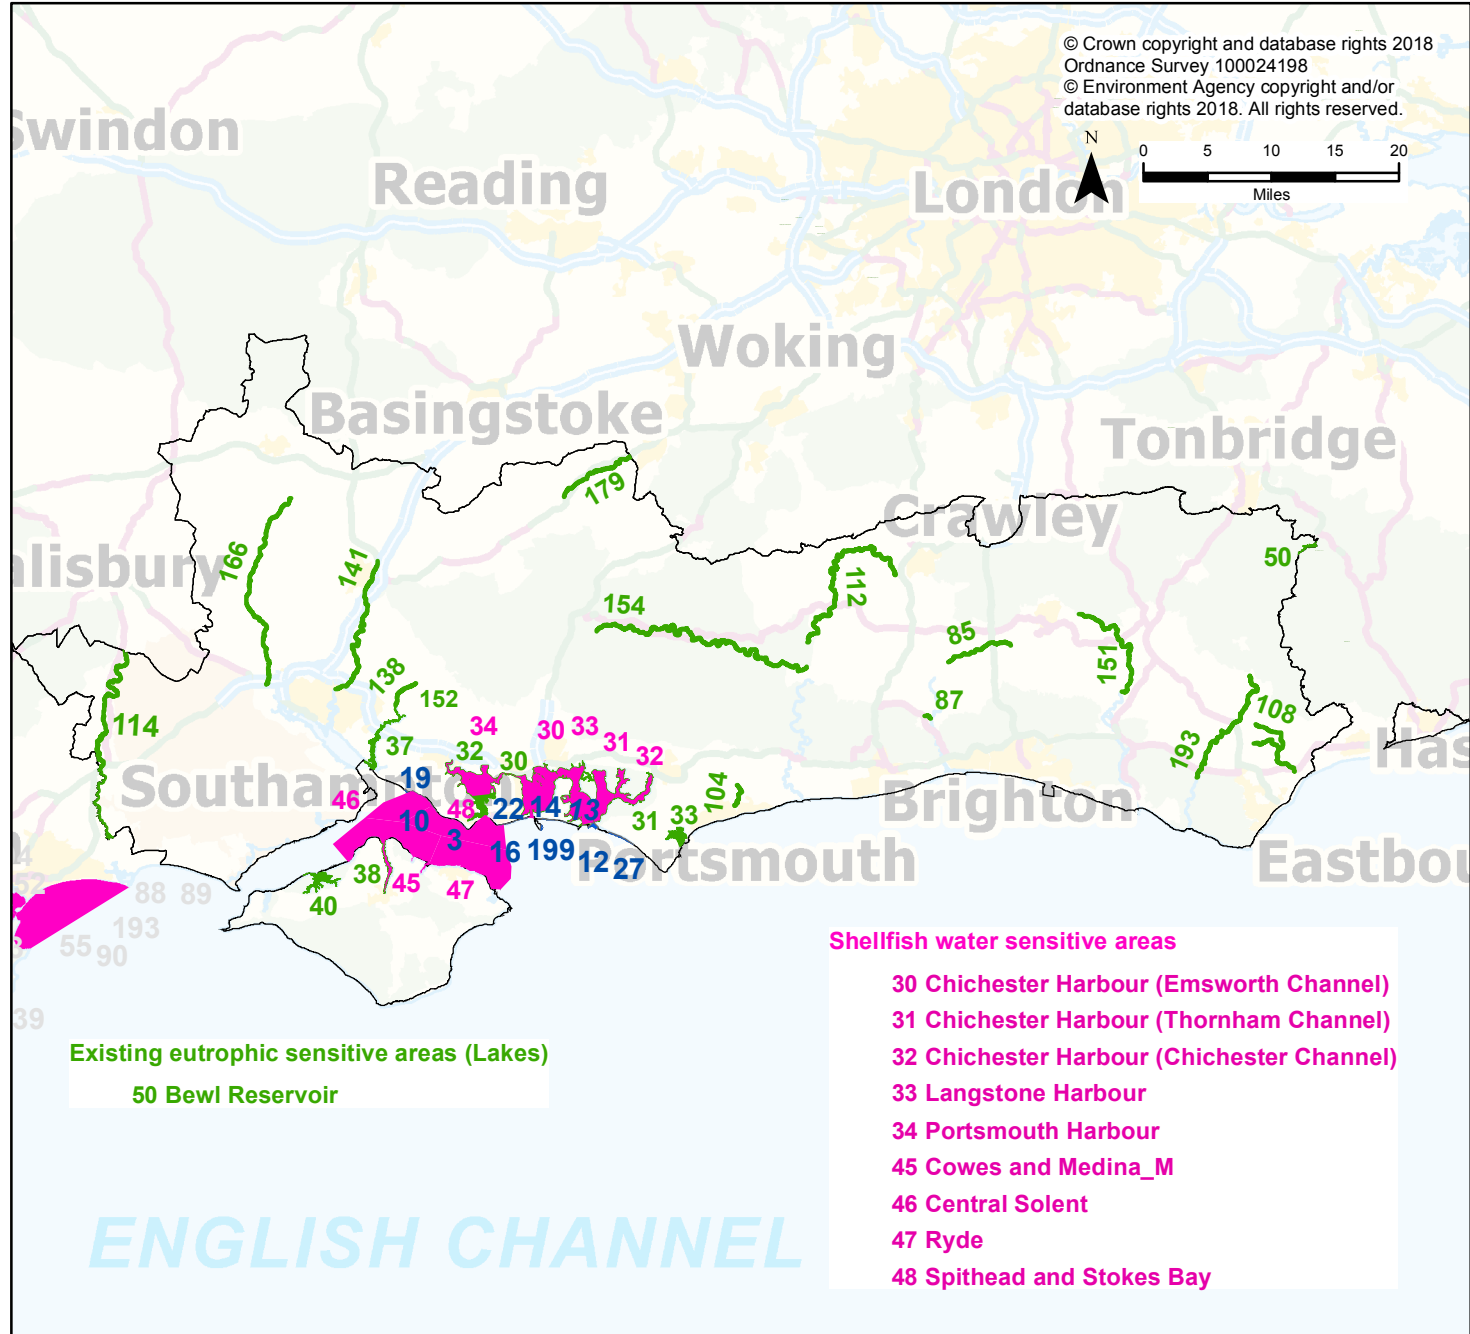 © Crown copyright and database rights 2018
Ordnance Survey 100024198
© Environment Agency copyright and/or
database rights 2018. All rights reserved.
N
0 5 10 15 20
Miles
Swindon
Reading
London
Woking
Basingstoke
Tonbridge
179
Crawley
166
141
alisbury
50
112
154
85
151
138
152
87
108
114
34
30
33
193
37
32
30
31
32
Has
Southampton
19
46
48
22
14
13
31
33
104
Brighton
10
3
16
199
12
27
Portsmouth
Eastbou
38
45
47
40
4
52
88
89
193
55
90
39
Shellfish water sensitive areas
30 Chichester Harbour (Emsworth Channel)
31 Chichester Harbour (Thornham Channel)
32 Chichester Harbour (Chichester Channel)
33 Langstone Harbour
34 Portsmouth Harbour
45 Cowes and Medina_M
46 Central Solent
47 Ryde
48 Spithead and Stokes Bay
Existing eutrophic sensitive areas (Lakes)
50 Bewl Reservoir
ENGLISH CHANNEL